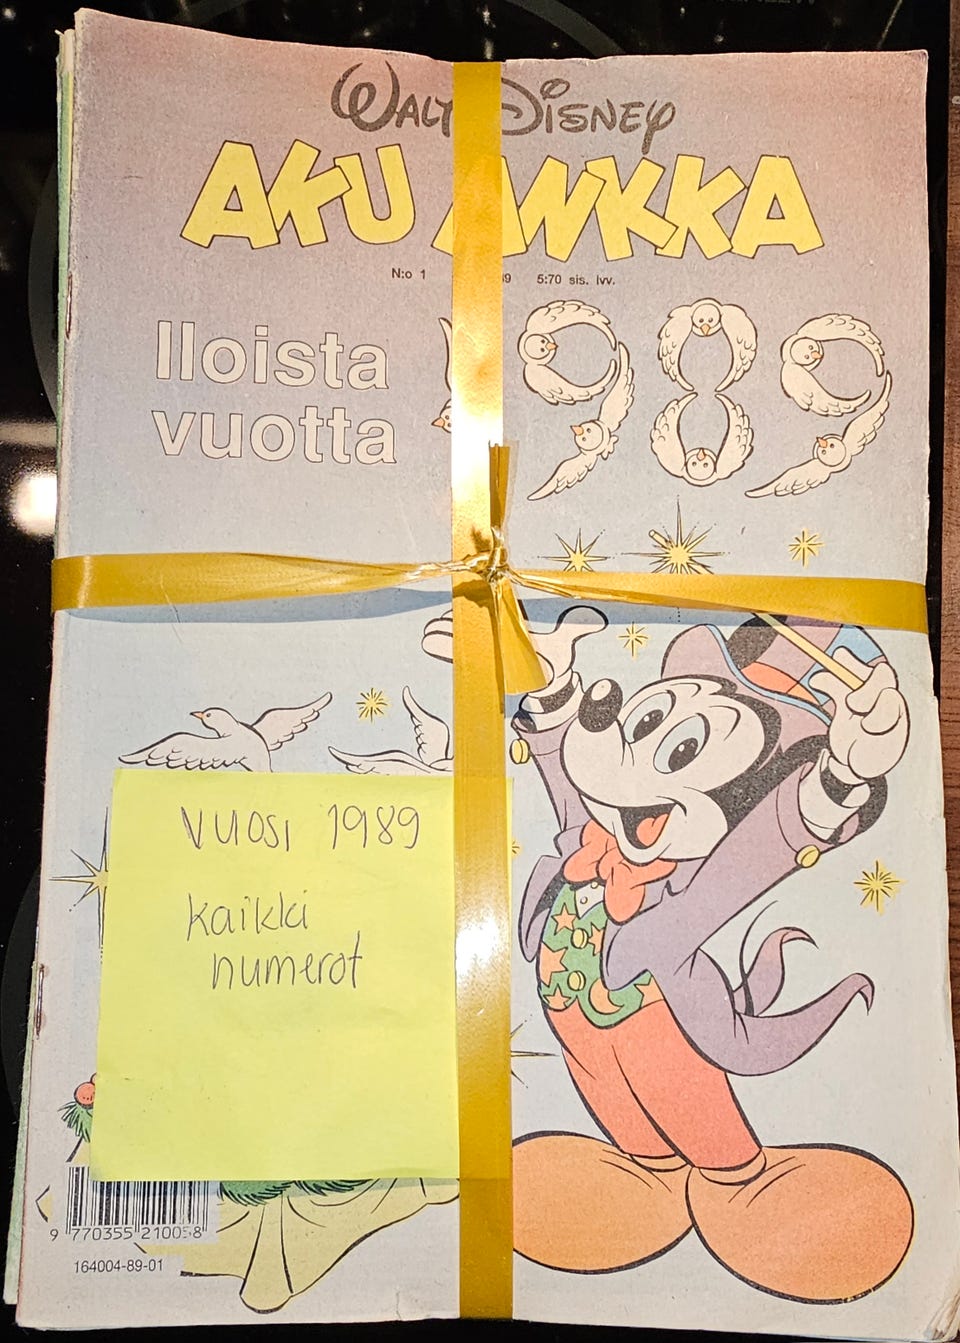 WALT DISNEY
AKU ANKKA
N:o 1 5:70 sis. lvv.
Iloista
vuotta
1989
VUOSI 1989
kaikki
numerot
9 770355 210058
164004-89-01